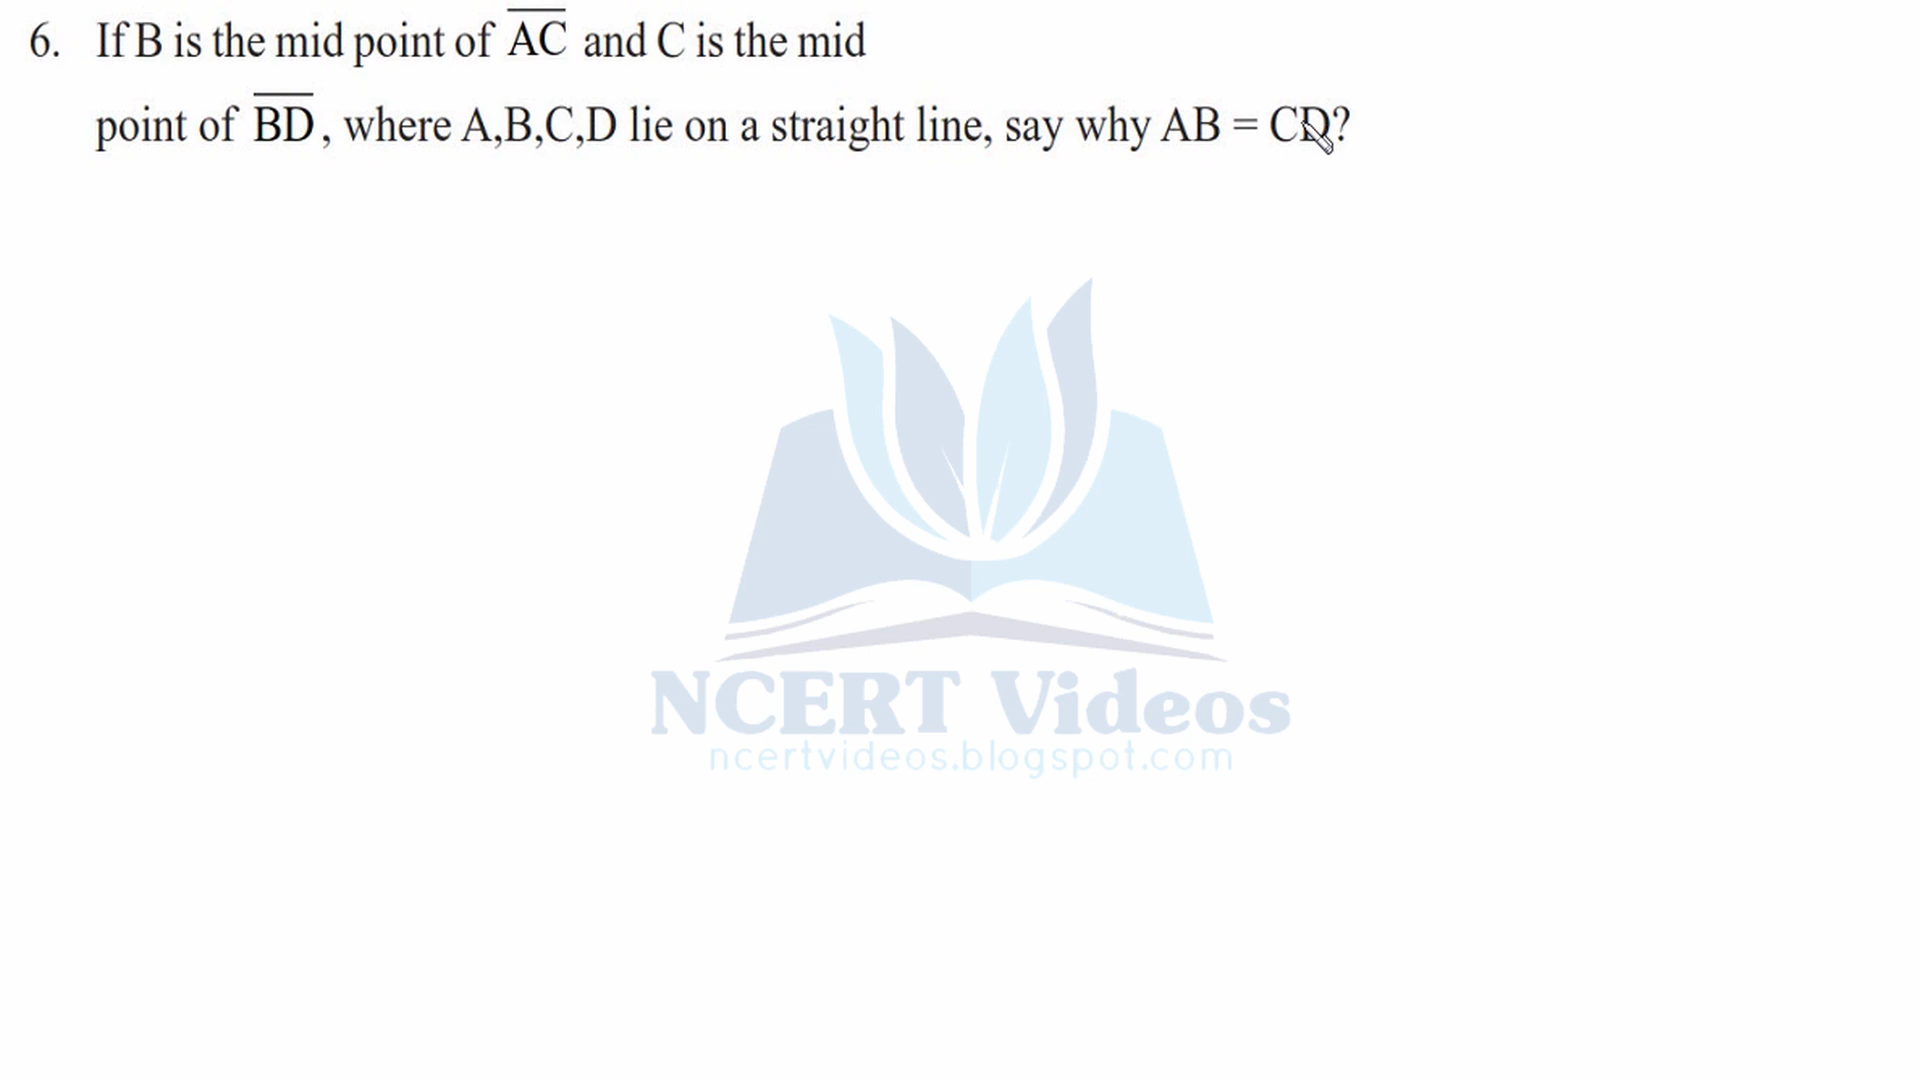 6. If B is the mid point of AC and C is the mid
point of BD, where A,B,C,D lie on a straight line, say why AB = CD?
NCERT Videos
ncertvideos.blogspot.com